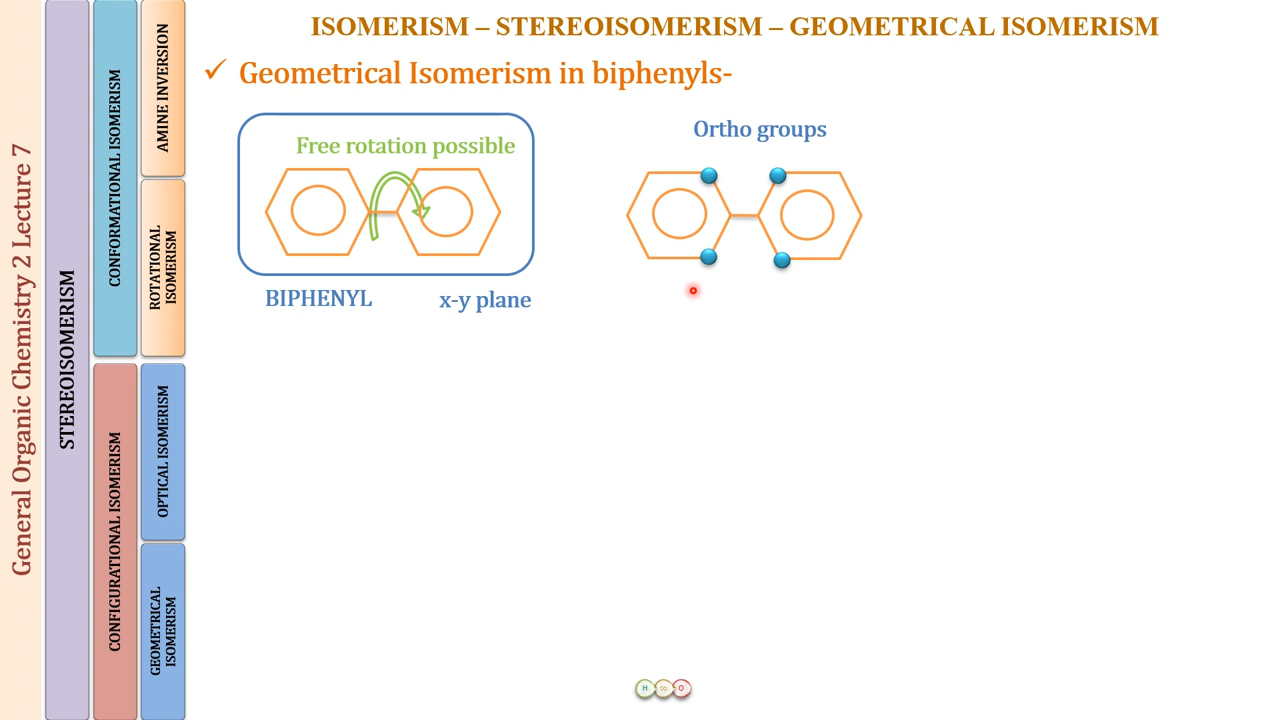 ISOMERISM – STEREOISOMERISM – GEOMETRICAL ISOMERISM
✓ Geometrical Isomerism in biphenyls-
General Organic Chemistry 2 Lecture 7
STEREOISOMERISM
CONFORMATIONAL ISOMERISM
CONFIGURATIONAL ISOMERISM
AMINE INVERSION
ROTATIONAL
ISOMERISM
OPTICAL ISOMERISM
GEOMETRICAL
ISOMERISM
Free rotation possible
BIPHENYL
x-y plane
Ortho groups
H to O